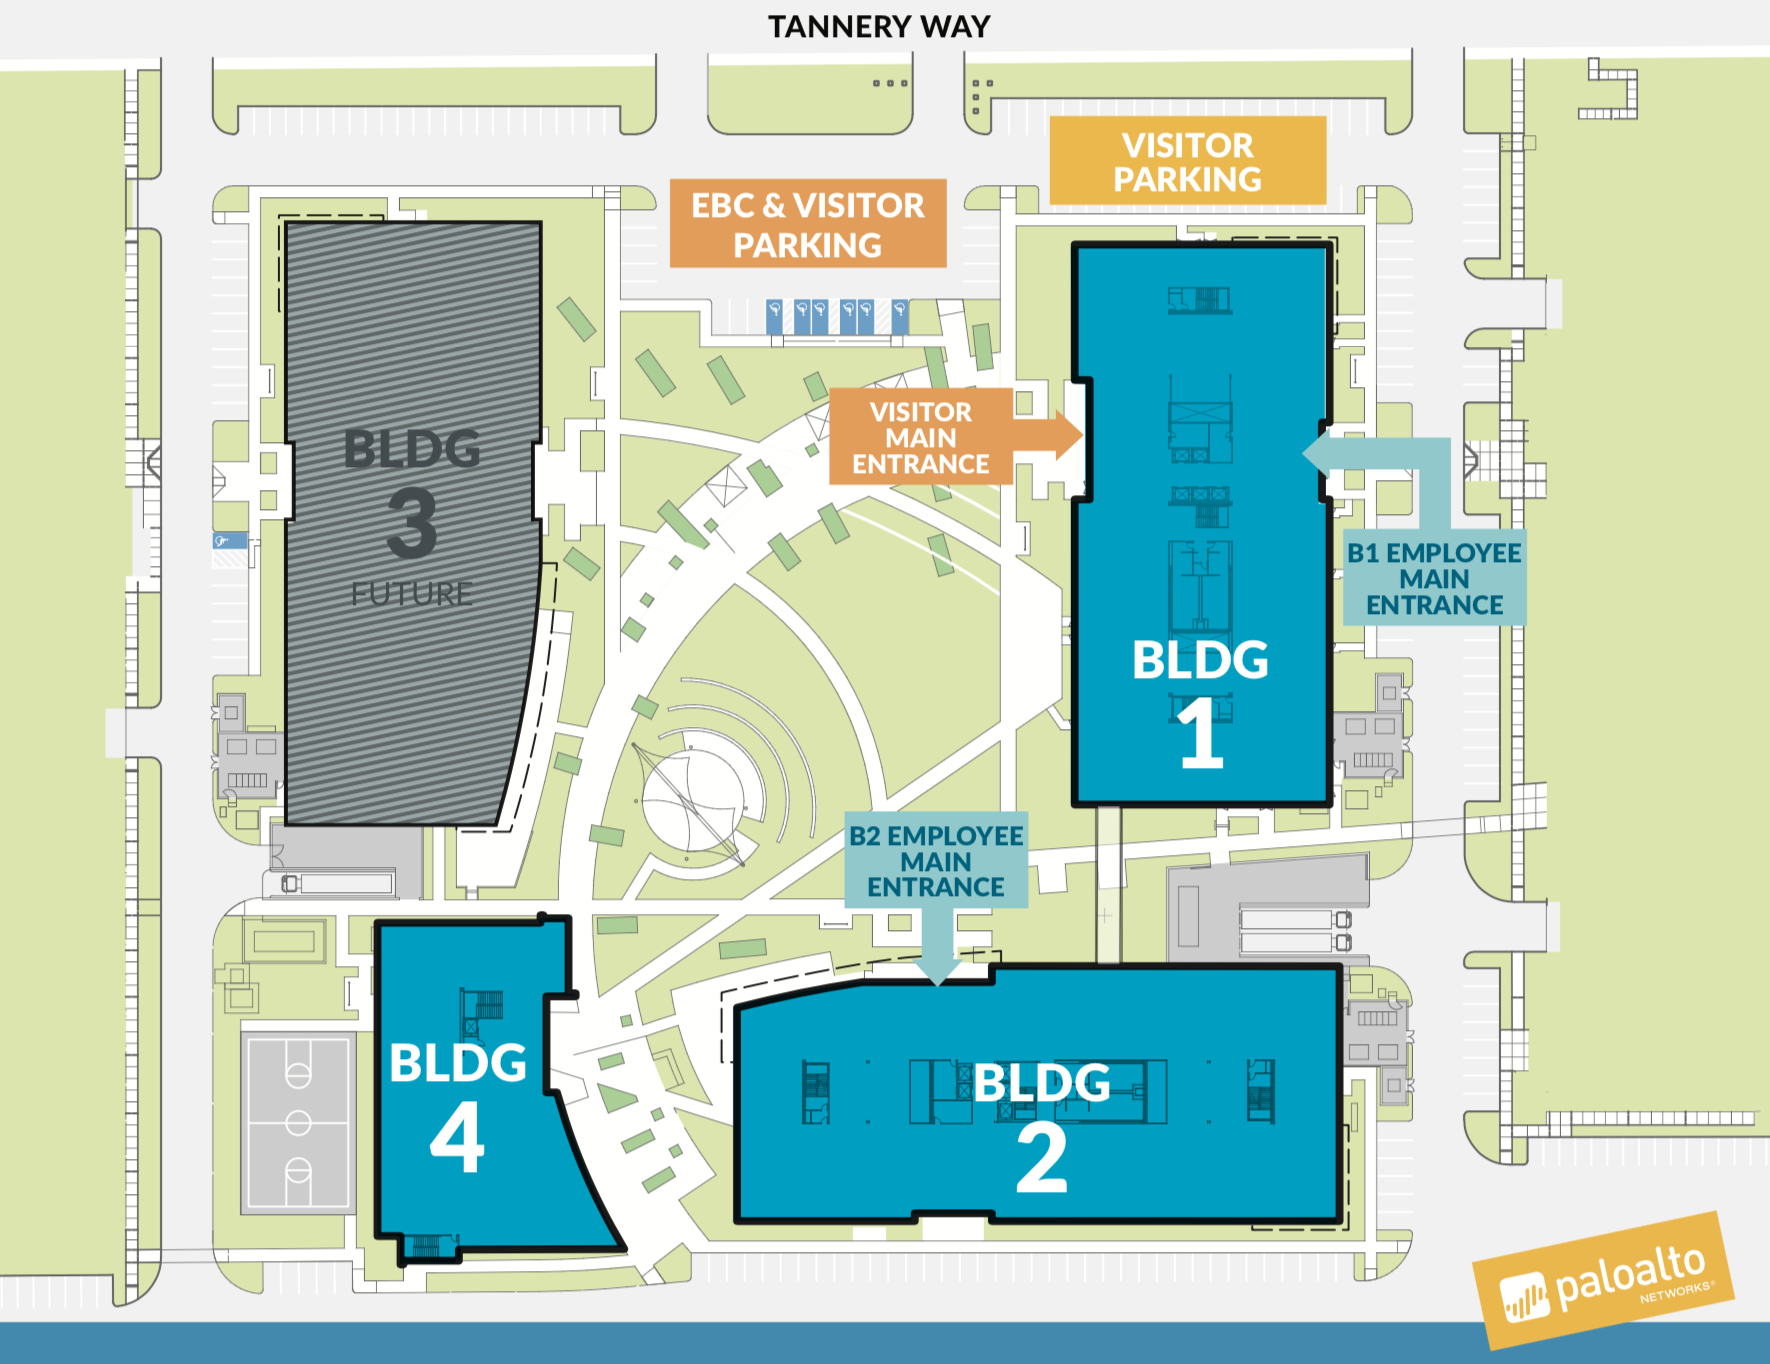 TANNERY WAY
VISITOR
PARKING
EBC & VISITOR
PARKING
VISITOR
MAIN
ENTRANCE
BLDG
3
FUTURE
B1 EMPLOYEE
MAIN
ENTRANCE
BLDG
1
B2 EMPLOYEE
MAIN
ENTRANCE
BLDG
4
BLDG
2
paloalto
NETWORKS®